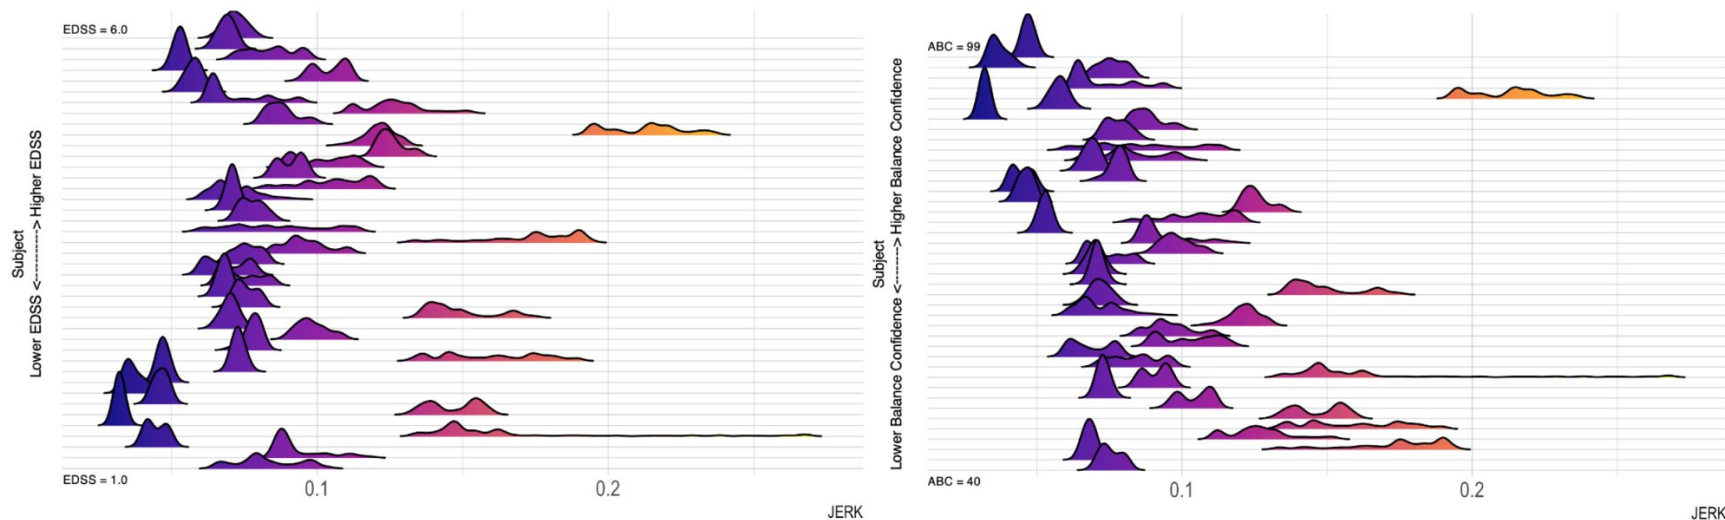 EDSS = 6.0
Subject
Lower EDSS <---------> Higher EDSS
EDSS = 1.0
0.1
0.2
JERK
ABC = 99
Subject
Lower Balance Confidence <---------> Higher Balance Confidence
ABC = 40
0.1
0.2
JERK